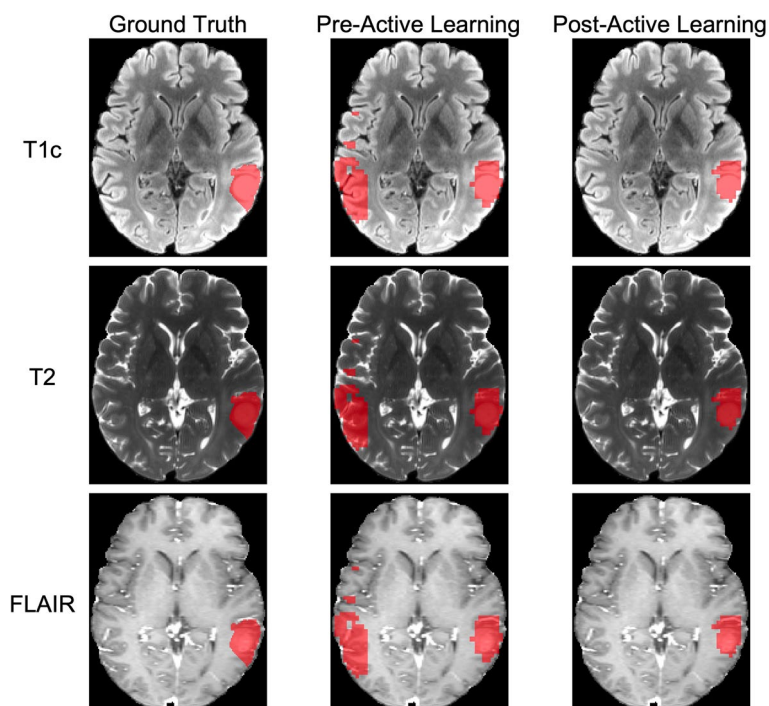 Ground Truth Pre-Active Learning Post-Active Learning
T1c
T2
FLAIR